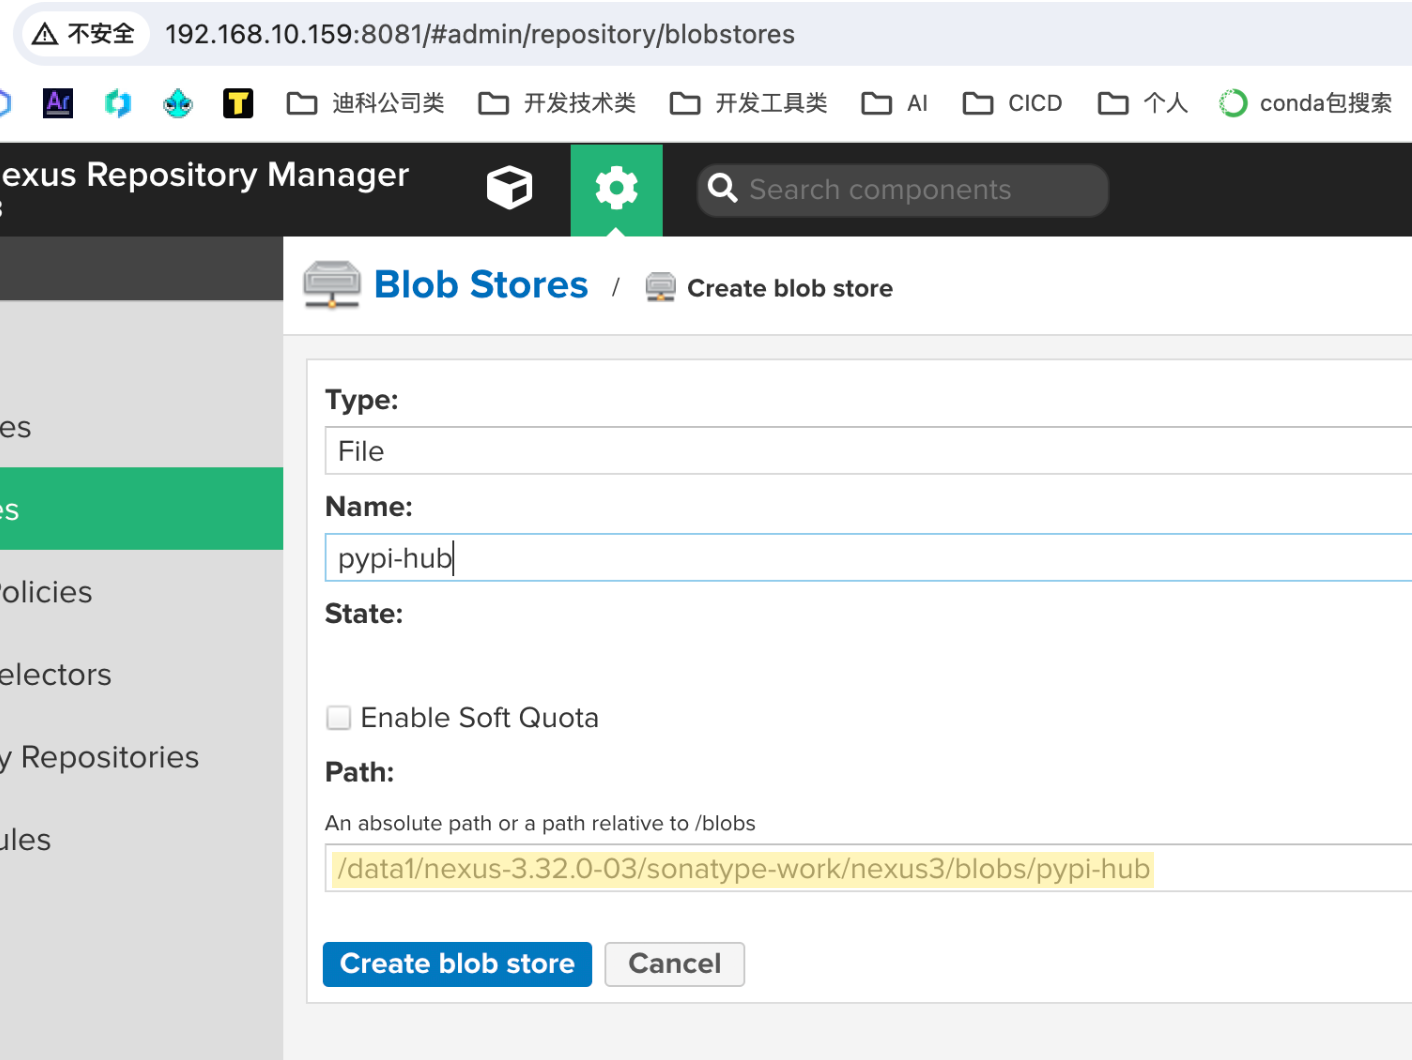 不安全 192.168.10.159:8081/#admin/repository/blobstores
Ar T 迪科公司类 开发技术类 开发工具类 AI CICD 个人 conda包搜索
exus Repository Manager
Search components
Blob Stores / Create blob store
Type:
File
es
Name:
es
pypi-hub
olicies
State:
electors
Enable Soft Quota
y Repositories
Path:
An absolute path or a path relative to /blobs
ules
/data1/nexus-3.32.0-03/sonatype-work/nexus3/blobs/pypi-hub
Create blob store Cancel